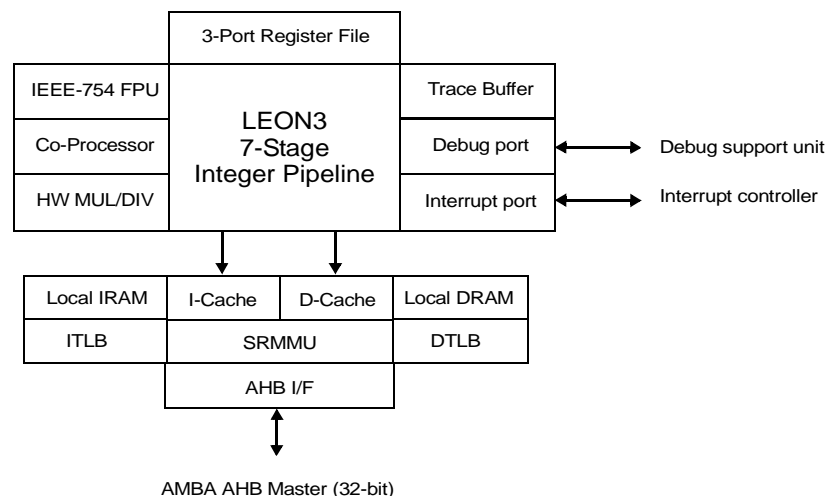 3-Port Register File
IEEE-754 FPU
Trace Buffer
LEON3
7-Stage
Integer Pipeline
Co-Processor
Debug port
Debug support unit
HW MUL/DIV
Interrupt port
Interrupt controller
Local IRAM
I-Cache
D-Cache
Local DRAM
ITLB
SRMMU
DTLB
AHB I/F
AMBA AHB Master (32-bit)